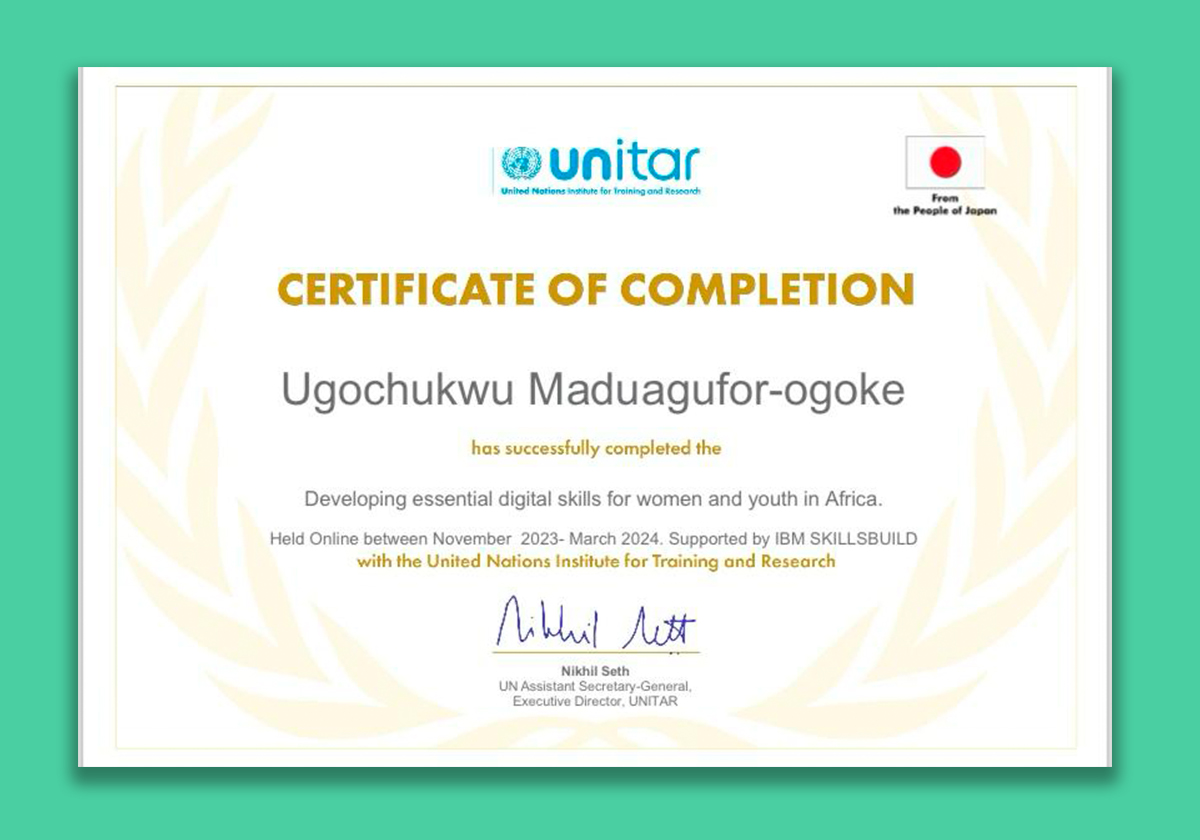 unitar
United Nations Institute for Training and Research
From
the People of Japan
CERTIFICATE OF COMPLETION
Ugochukwu Maduagufor-ogoke
has successfully completed the
Developing essential digital skills for women and youth in Africa.
Held Online between November 2023- March 2024. Supported by IBM SKILLSBUILD
with the United Nations Institute for Training and Research
Nikhil Seth
Nikhil Seth
UN Assistant Secretary-General,
Executive Director, UNITAR